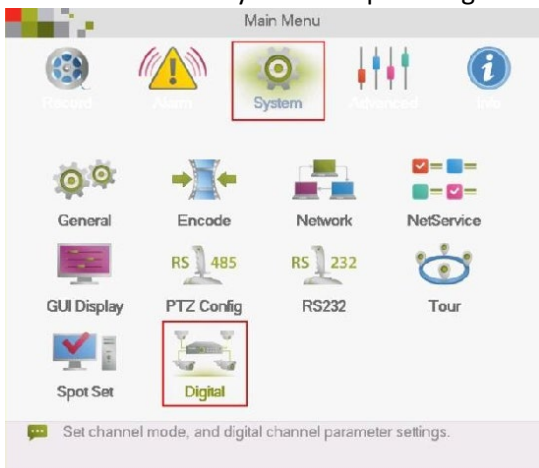 Main Menu
Record Alarm System Advanced Info
General Encode Network NetService
RS 485 RS 232
GUI Display PTZ Config RS232 Tour
Spot Set Digital
Set channel mode, and digital channel parameter settings.